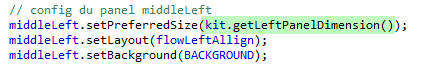 // config du panel middleLeft
middleLeft.setPreferredSize(kit.getLeftPanelDimension());
middleLeft.setLayout(flowLeftAllign);
middleLeft.setBackground(BACKGROUND);